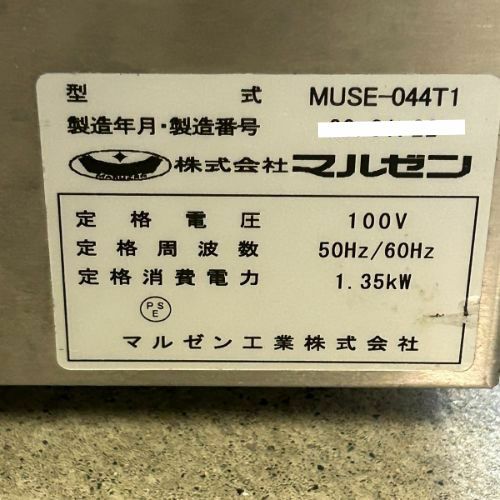 型式 MUSE-044T1
製造年月・製造番号
MARUZEN 株式会社マルゼン
定格電圧 100V
定格周波数 50Hz/60Hz
定格消費電力 1.35kW
PSE
マルゼン工業株式会社